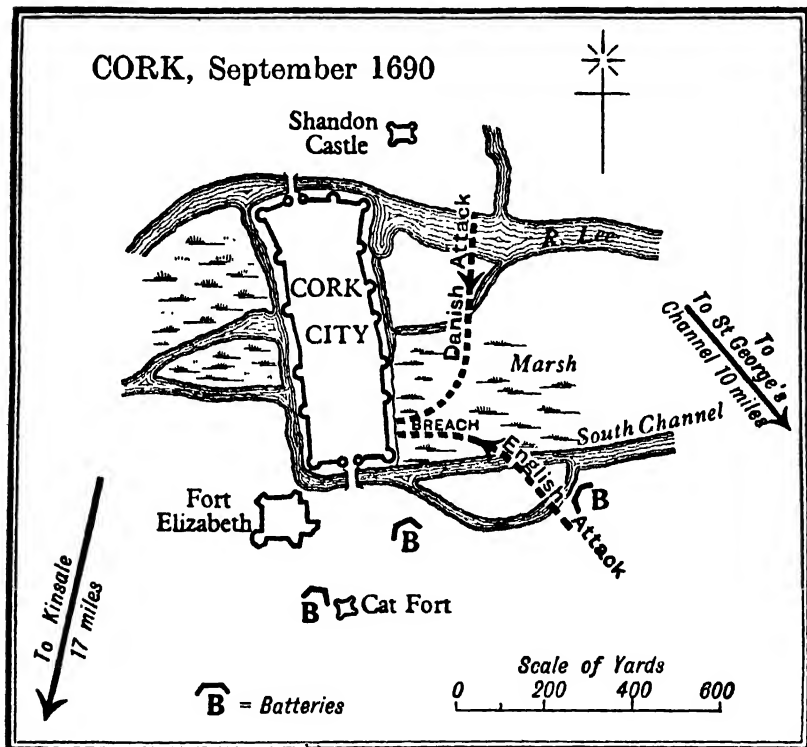 CORK, September 1690
Shandon
Castle
R. Lee
Danish Attack
CORK
CITY
To
To St George's
Channel 10 miles
Marsh
BREACH
South Channel
English Attack
Fort
Elizabeth
B
B
B
Cat Fort
To Kinsale
17 miles
B = Batteries
Scale of Yards
0 200 400 600